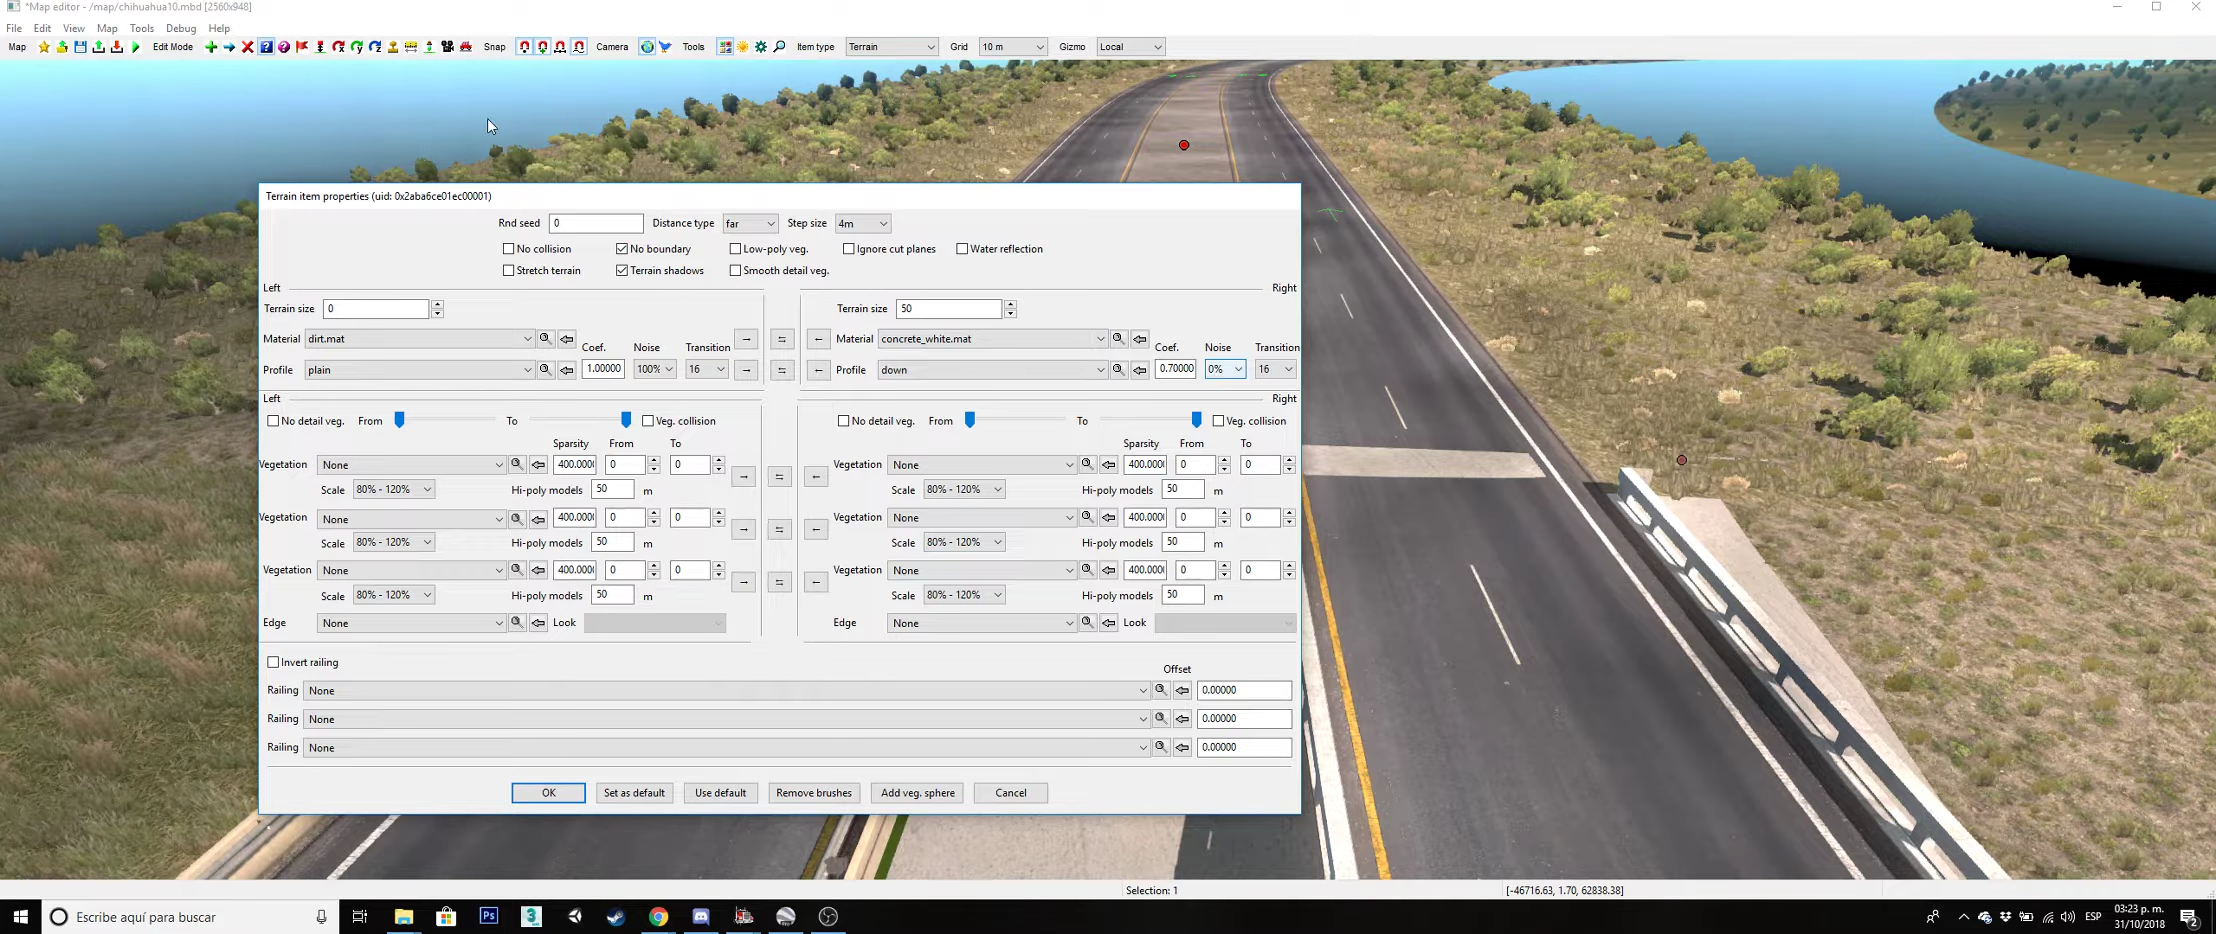 *Map editor - /map/chihuahua10.mbd [2560x948]
File Edit View Map Tools Debug Help
Map Edit Mode Snap Camera Tools Item type Terrain Grid 10 m Gizmo Local
Terrain item properties (uid: 0x2aba6ce01ec00001)
Rnd seed 0 Distance type far Step size 4m
No collision No boundary Low-poly veg. Ignore cut planes Water reflection
Stretch terrain Terrain shadows Smooth detail veg.
Left Right
Terrain size 0 Terrain size 50
Material dirt.mat Material concrete_white.mat
Coef. Noise Transition Coef. Noise Transition
Profile plain 1.00000 100% 16 Profile down 0.70000 0% 16
Left Right
No detail veg. From To Veg. collision No detail veg. From To Veg. collision
Sparsity From To Sparsity From To
Vegetation None 400.000 0 0 Vegetation None 400.000 0 0
Scale 80% - 120% Hi-poly models 50 m Scale 80% - 120% Hi-poly models 50 m
Vegetation None 400.000 0 0 Vegetation None 400.000 0 0
Scale 80% - 120% Hi-poly models 50 m Scale 80% - 120% Hi-poly models 50 m
Vegetation None 400.000 0 0 Vegetation None 400.000 0 0
Scale 80% - 120% Hi-poly models 50 m Scale 80% - 120% Hi-poly models 50 m
Edge None Look Edge None Look
Invert railing
Offset
Railing None 0.00000
Railing None 0.00000
Railing None 0.00000
OK Set as default Use default Remove brushes Add veg. sphere Cancel
Selection: 1 [-46716.63, 1.70, 62838.38]
Escribe aquí para buscar Ps 3 ESP 03:23 p. m.
31/10/2018 2